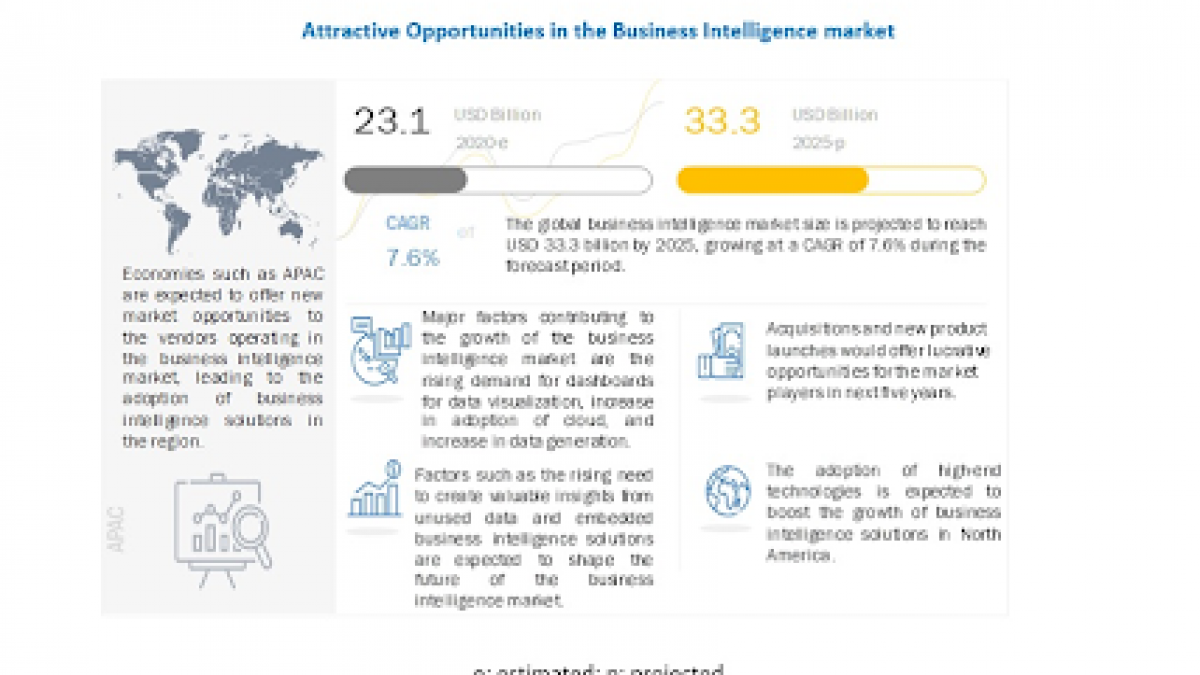 Attractive Opportunities in the Business Intelligence market
23.1
USD Billion
2020-e
33.3
USD Billion
2025-p
CAGR
of
7.6%
The global business intelligence market size is projected to reach
USD 33.3 billion by 2025, growing at a CAGR of 7.6% during the
forecast period.
Economies such as APAC
are expected to offer new
market opportunities to
the vendors operating in
the business intelligence
market, leading to the
adoption of business
intelligence solutions in
the region.
APAC
Major factors contributing to
the growth of the business
intelligence market are the
rising demand for dashboards
for data visualization, increase
in adoption of cloud, and
increase in data generation.
Acquisitions and new product
launches would offer lucrative
opportunities for the market
players in next five years.
Factors such as the rising need
to create valuable insights from
unused data and embedded
business intelligence solutions
are expected to shape the
future of the business
intelligence market.
The adoption of high-end
technologies is expected to
boost the growth of business
intelligence solutions in North
America.
e: estimated; p: projected